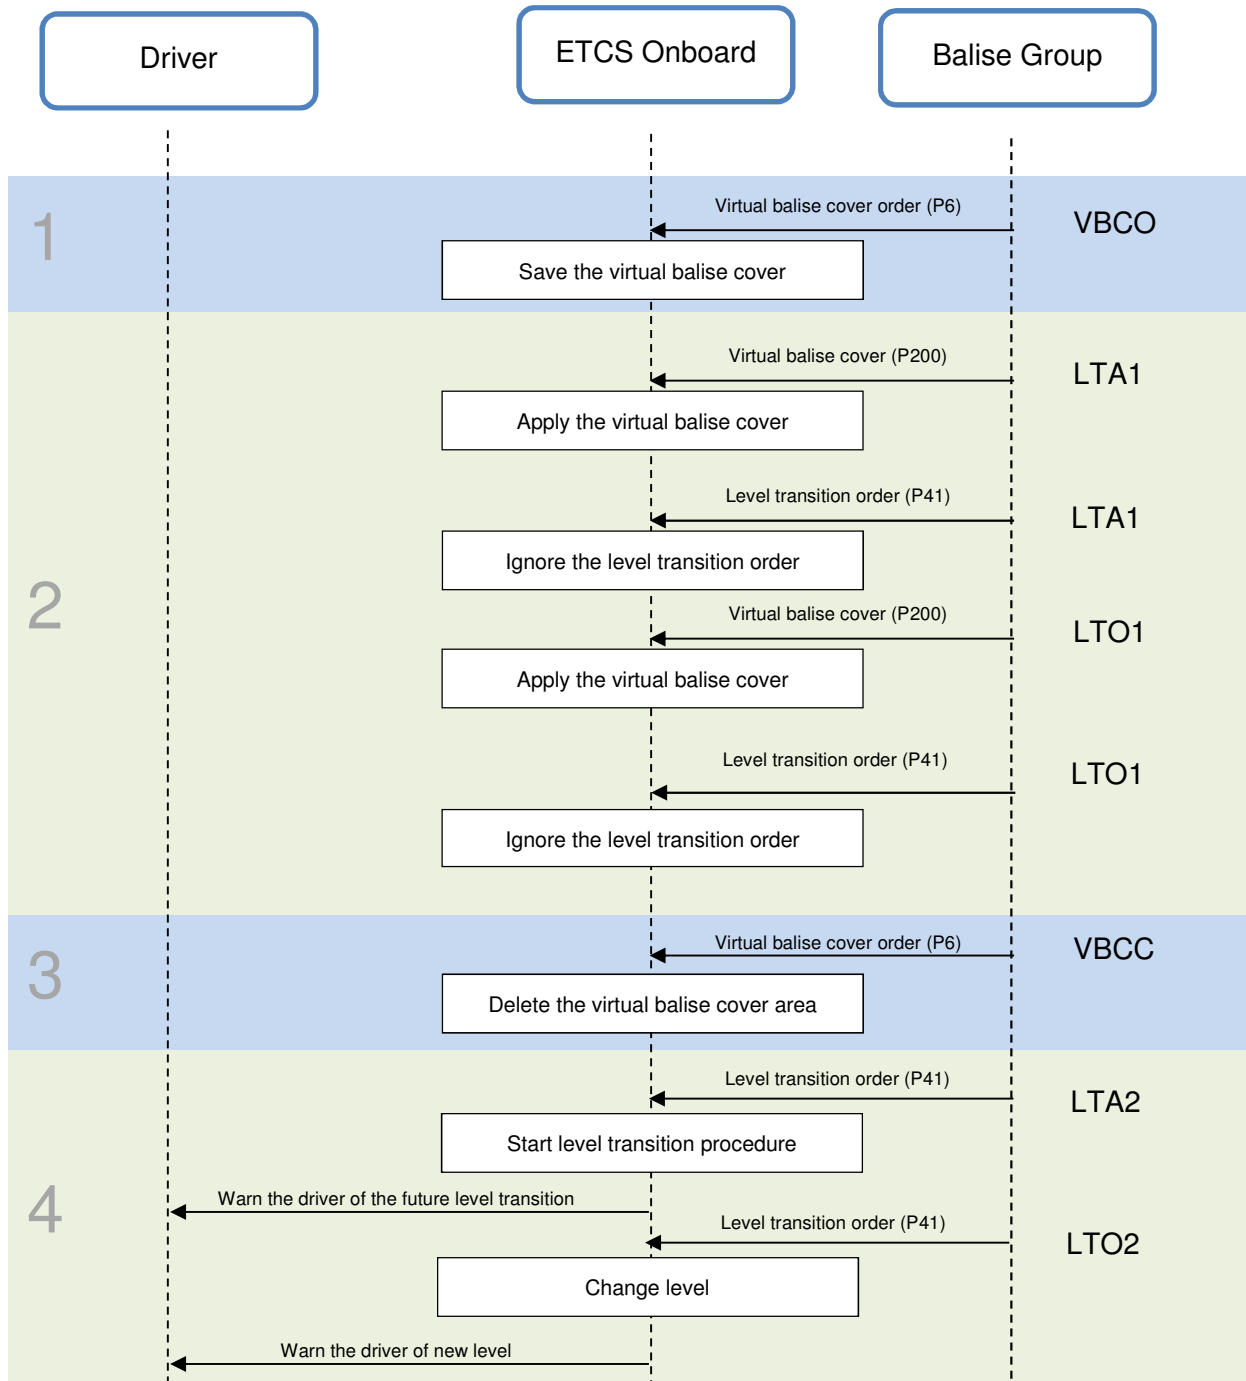 Driver
ETCS Onboard
Balise Group
1
Virtual balise cover order (P6)
VBCO
Save the virtual balise cover
2
Virtual balise cover (P200)
LTA1
Apply the virtual balise cover
Level transition order (P41)
LTA1
Ignore the level transition order
Virtual balise cover (P200)
LTO1
Apply the virtual balise cover
Level transition order (P41)
LTO1
Ignore the level transition order
3
Virtual balise cover order (P6)
VBCC
Delete the virtual balise cover area
4
Level transition order (P41)
LTA2
Start level transition procedure
Warn the driver of the future level transition
Level transition order (P41)
LTO2
Change level
Warn the driver of new level